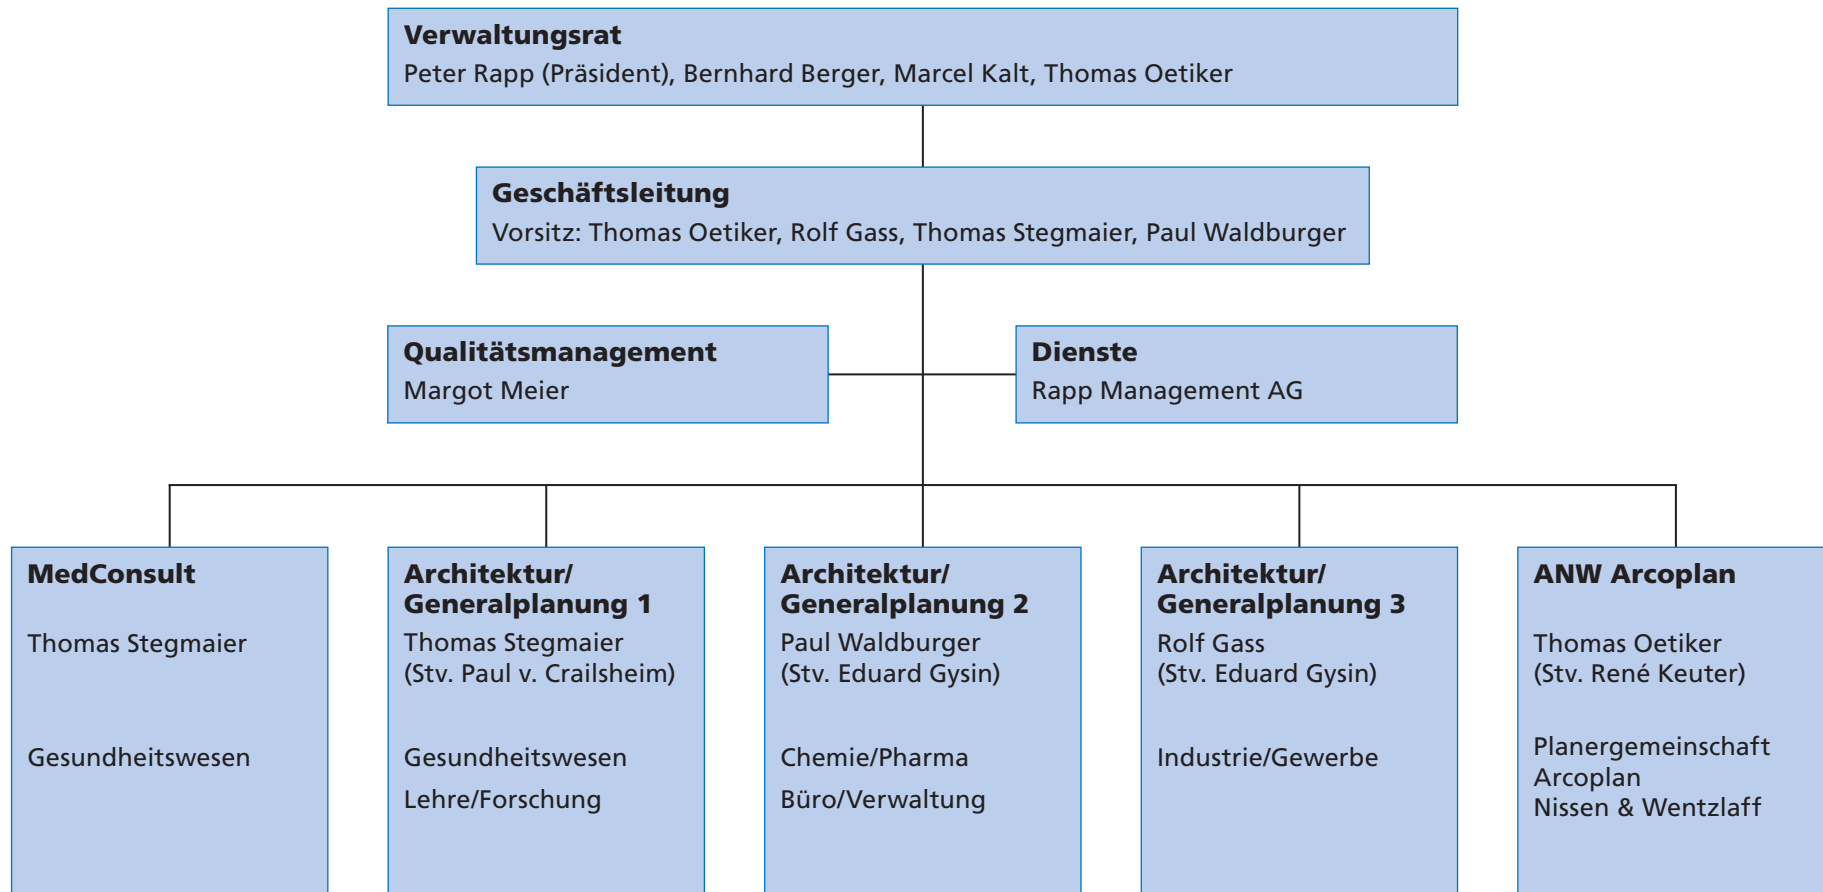 Verwaltungsrat
Peter Rapp (Präsident), Bernhard Berger, Marcel Kalt, Thomas Oetiker
Geschäftsleitung
Vorsitz: Thomas Oetiker, Rolf Gass, Thomas Stegmaier, Paul Waldburger
Qualitätsmanagement
Margot Meier
Dienste
Rapp Management AG
MedConsult
Thomas Stegmaier
Gesundheitswesen
Architektur/
Generalplanung 1
Thomas Stegmaier
(Stv. Paul v. Crailsheim)
Gesundheitswesen
Lehre/Forschung
Architektur/
Generalplanung 2
Paul Waldburger
(Stv. Eduard Gysin)
Chemie/Pharma
Büro/Verwaltung
Architektur/
Generalplanung 3
Rolf Gass
(Stv. Eduard Gysin)
Industrie/Gewerbe
ANW Arcoplan
Thomas Oetiker
(Stv. René Keuter)
Planergemeinschaft
Arcoplan
Nissen & Wentzlaff